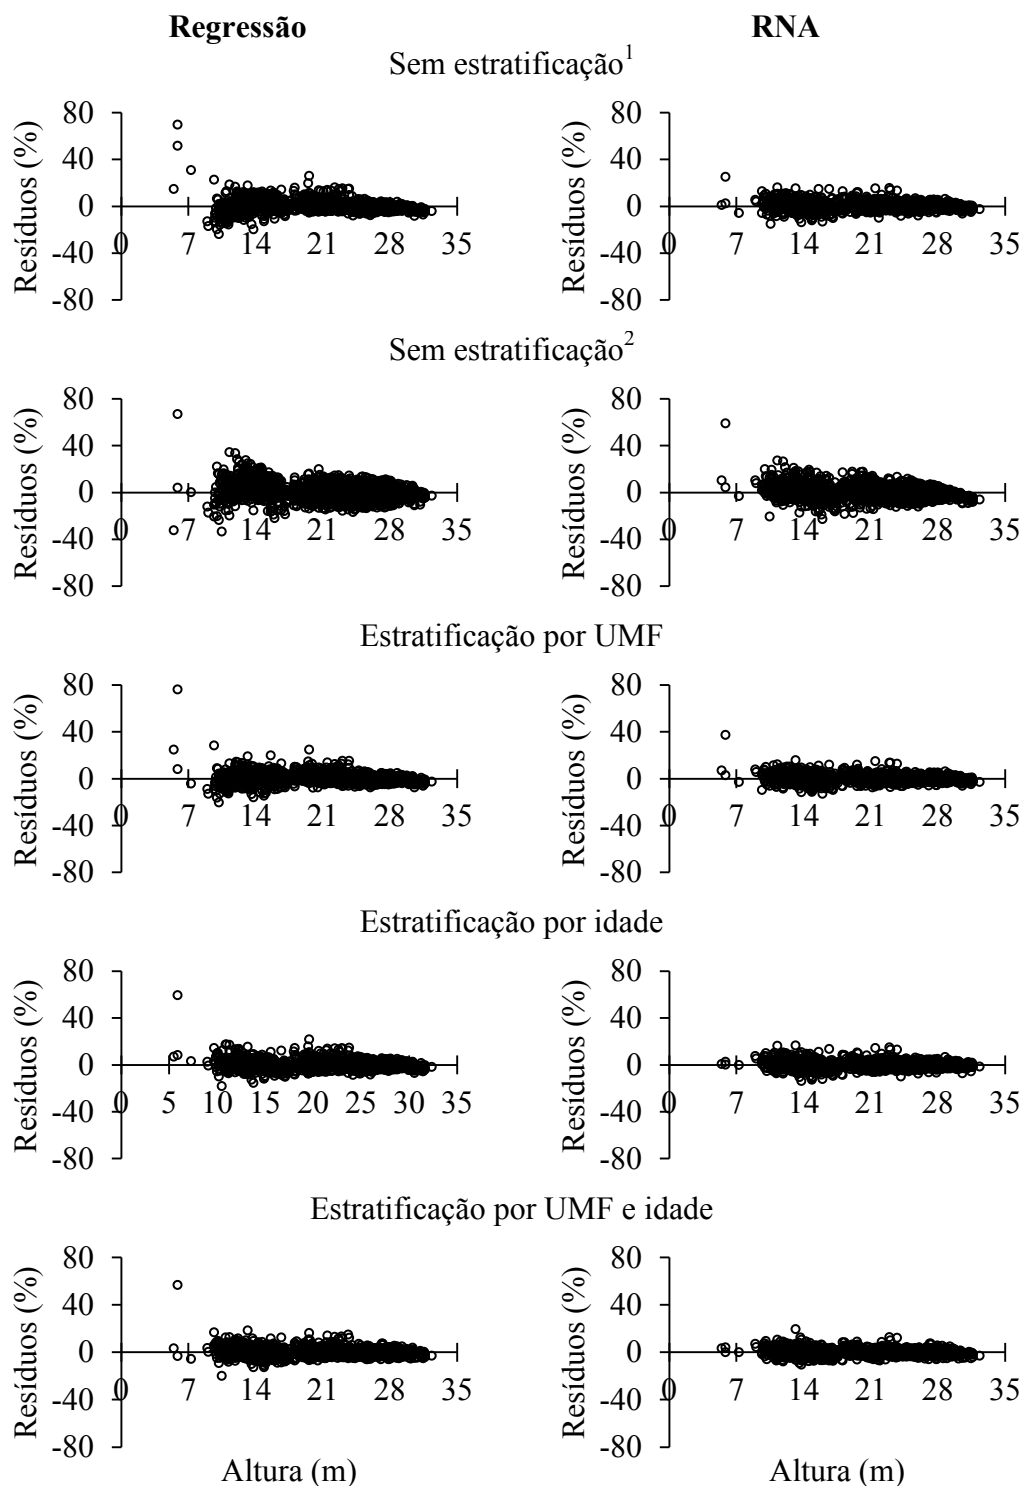 Regressão RNA
Sem estratificação¹
Resíduos (%) 80 40 0 -40 -80 0 7 14 21 28 35
Resíduos (%) 80 40 0 -40 -80 0 7 14 21 28 35
Sem estratificação²
Resíduos (%) 80 40 0 -40 -80 0 7 14 21 28 35
Resíduos (%) 80 40 0 -40 -80 0 7 14 21 28 35
Estratificação por UMF
Resíduos (%) 80 40 0 -40 -80 0 7 14 21 28 35
Resíduos (%) 80 40 0 -40 -80 0 7 14 21 28 35
Estratificação por idade
Resíduos (%) 80 40 0 -40 -80 0 5 10 15 20 25 30 35
Resíduos (%) 80 40 0 -40 -80 0 7 14 21 28 35
Estratificação por UMF e idade
Resíduos (%) 80 40 0 -40 -80 0 7 14 21 28 35
Resíduos (%) 80 40 0 -40 -80 0 7 14 21 28 35
Altura (m) Altura (m)